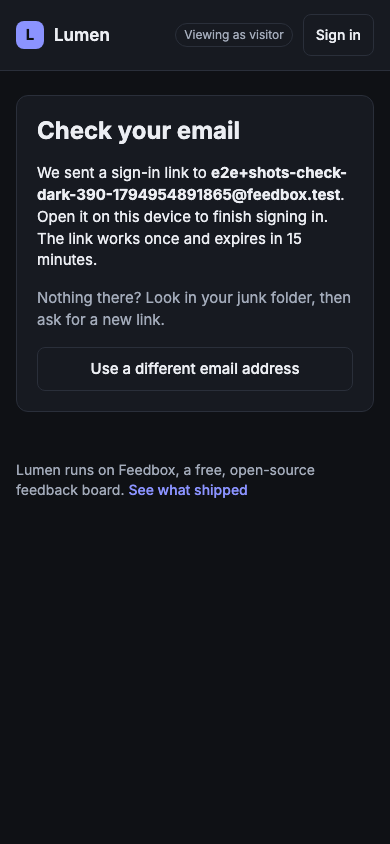 L Lumen Viewing as visitor Sign in
Check your email
We sent a sign-in link to e2e+shots-check-
dark-390-1794954891865@feedbox.test.
Open it on this device to finish signing in.
The link works once and expires in 15
minutes.
Nothing there? Look in your junk folder, then
ask for a new link.
Use a different email address
Lumen runs on Feedbox, a free, open-source
feedback board. See what shipped